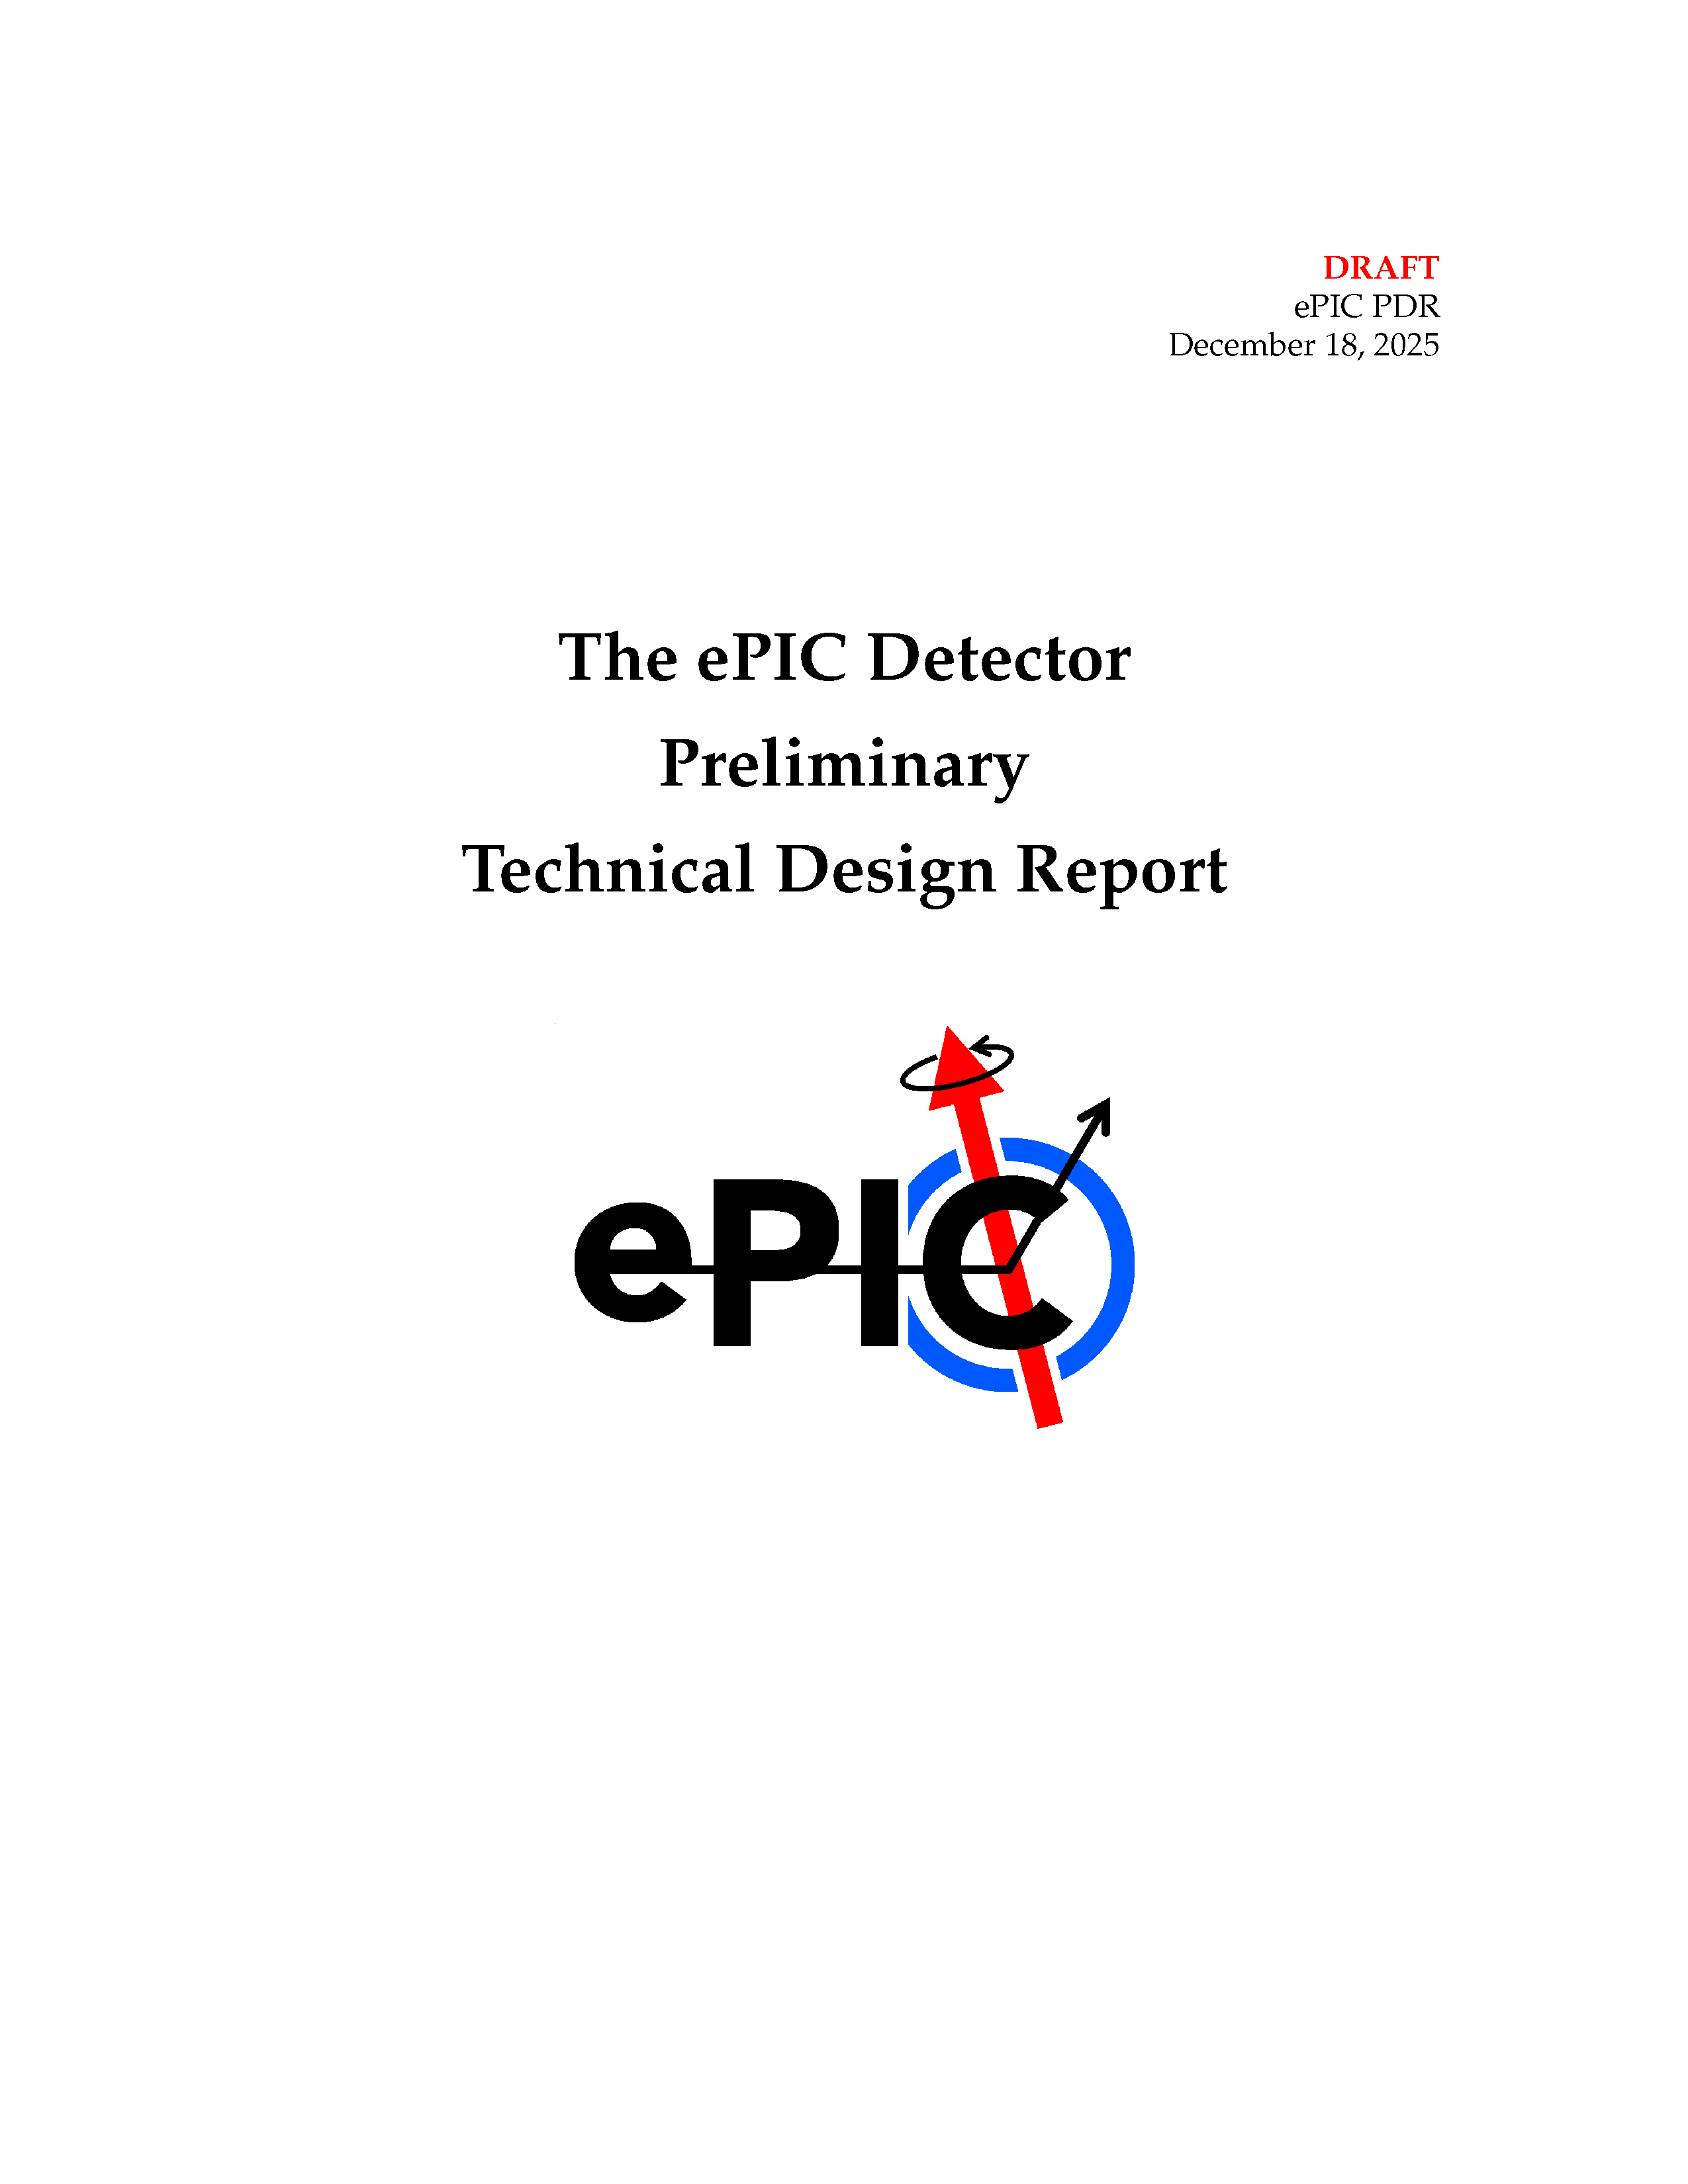 DRAFT
ePIC PDR
December 18, 2025
The ePIC Detector
Preliminary
Technical Design Report
ePIC